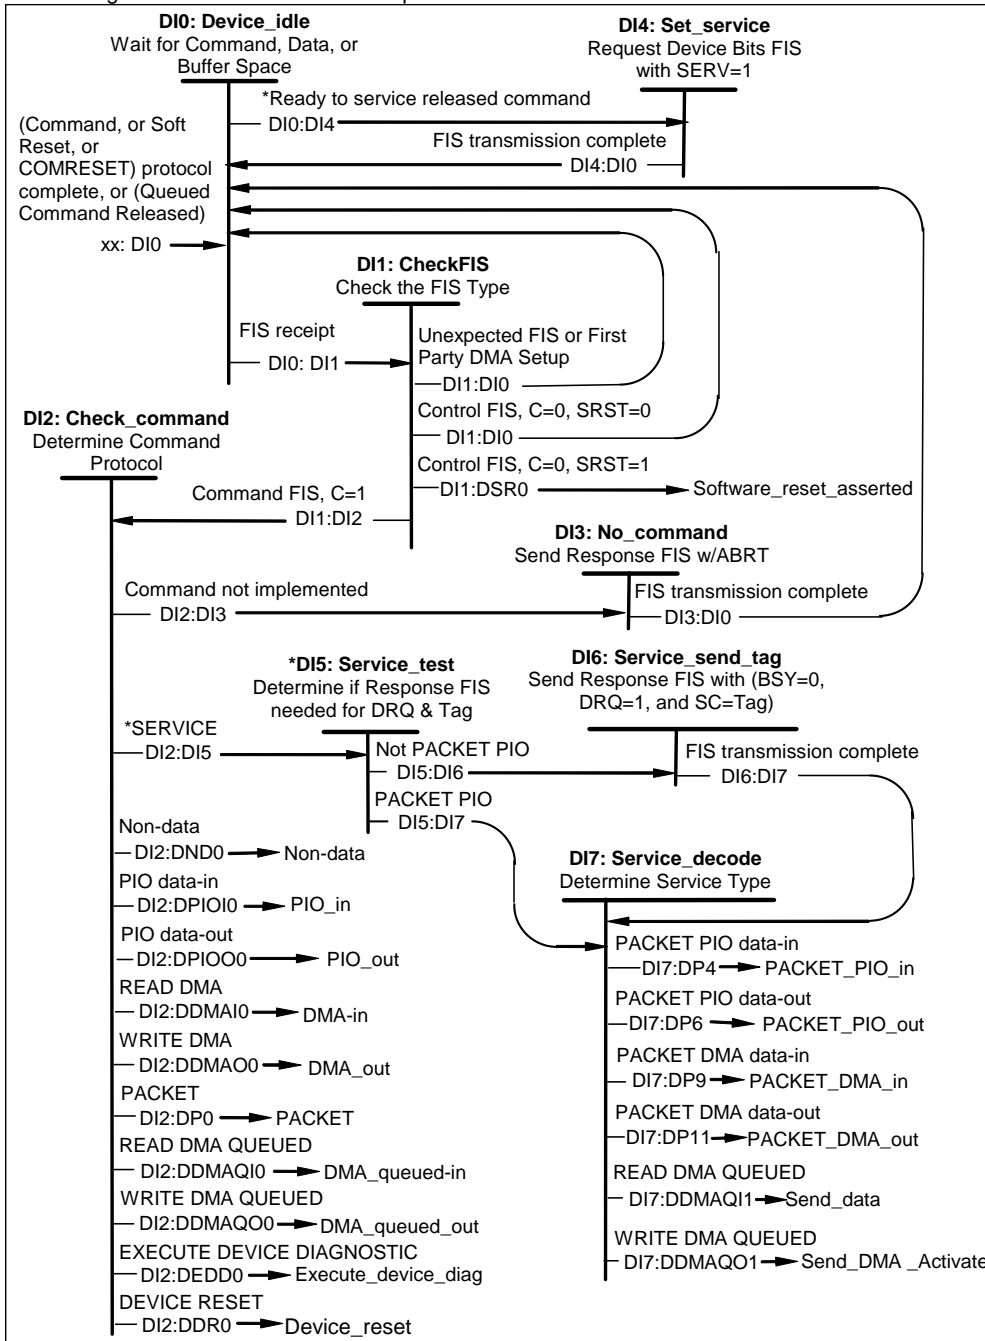 DI0: Device_idle
Wait for Command, Data, or
Buffer Space
DI4: Set_service
Request Device Bits FIS
with SERV=1
*Ready to service released command
DI0:DI4
FIS transmission complete
DI4:DI0
(Command, or Soft
Reset, or
COMRESET) protocol
complete, or (Queued
Command Released)
xx: DI0
DI1: CheckFIS
Check the FIS Type
FIS receipt
DI0: DI1
Unexpected FIS or First
Party DMA Setup
DI1:DI0
Control FIS, C=0, SRST=0
DI1:DI0
Control FIS, C=0, SRST=1
DI1:DSR0
Software_reset_asserted
DI2: Check_command
Determine Command
Protocol
Command FIS, C=1
DI1:DI2
DI3: No_command
Send Response FIS w/ABRT
Command not implemented
DI2:DI3
FIS transmission complete
DI3:DI0
*DI5: Service_test
Determine if Response FIS
needed for DRQ & Tag
DI6: Service_send_tag
Send Response FIS with (BSY=0,
DRQ=1, and SC=Tag)
*SERVICE
DI2:DI5
Not PACKET PIO
DI5:DI6
FIS transmission complete
DI6:DI7
PACKET PIO
DI5:DI7
Non-data
DI2:DND0
Non-data
PIO data-in
DI2:DPIOI0
PIO_in
PIO data-out
DI2:DPIOO0
PIO_out
READ DMA
DI2:DDMAI0
DMA-in
WRITE DMA
DI2:DDMAO0
DMA_out
PACKET
DI2:DP0
PACKET
READ DMA QUEUED
DI2:DDMAQI0
DMA_queued-in
WRITE DMA QUEUED
DI2:DDMAQO0
DMA_queued_out
EXECUTE DEVICE DIAGNOSTIC
DI2:DEDD0
Execute_device_diag
DEVICE RESET
DI2:DDR0
Device_reset
DI7: Service_decode
Determine Service Type
PACKET PIO data-in
DI7:DP4
PACKET_PIO_in
PACKET PIO data-out
DI7:DP6
PACKET_PIO_out
PACKET DMA data-in
DI7:DP9
PACKET_DMA_in
PACKET DMA data-out
DI7:DP11
PACKET_DMA_out
READ DMA QUEUED
DI7:DDMAQI1
Send_data
WRITE DMA QUEUED
DI7:DDMAQO1
Send_DMA _Activate